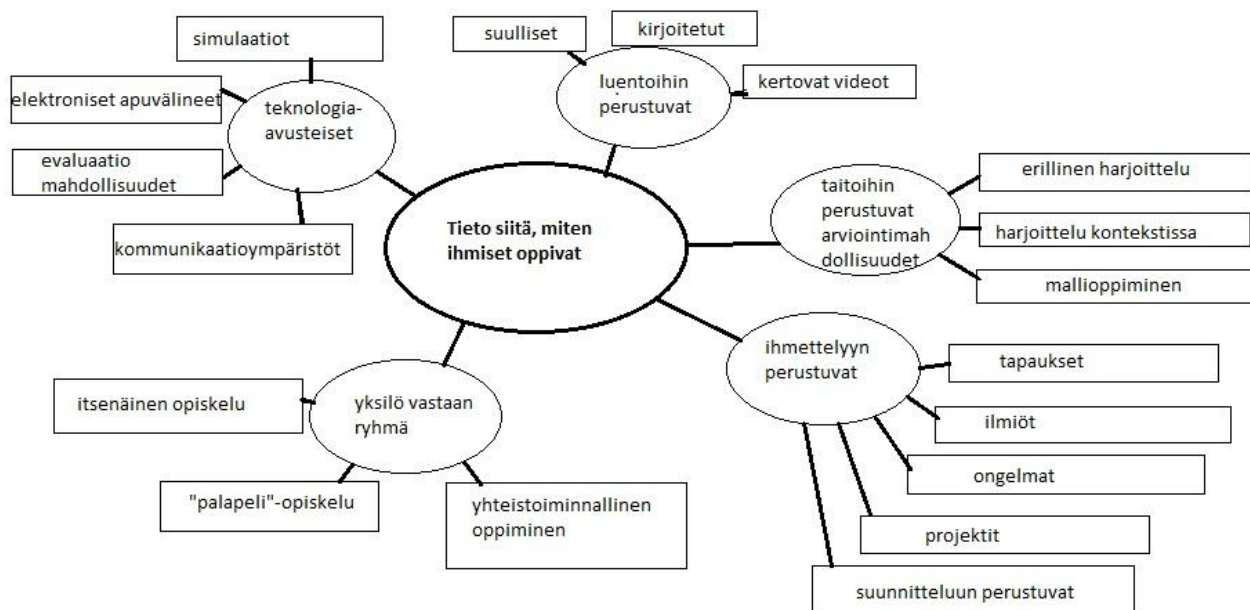 simulaatiot
elektroniset apuvälineet
teknologia-
avusteiset
evaluaatio
mahdollisuudet
kommunikaatioympäristöt
suulliset
kirjoitetut
luentoihin
perustuvat
kertovat videot
Tieto siitä, miten
ihmiset oppivat
taitoihin
perustuvat
arviointimah
dollisuudet
erillinen harjoittelu
harjoittelu kontekstissa
mallioppiminen
ihmettelyyn
perustuvat
tapaukset
ilmiöt
ongelmat
projektit
suunnitteluun perustuvat
yksilö vastaan
ryhmä
itsenäinen opiskelu
"palapeli"-opiskelu
yhteistoiminnallinen
oppiminen